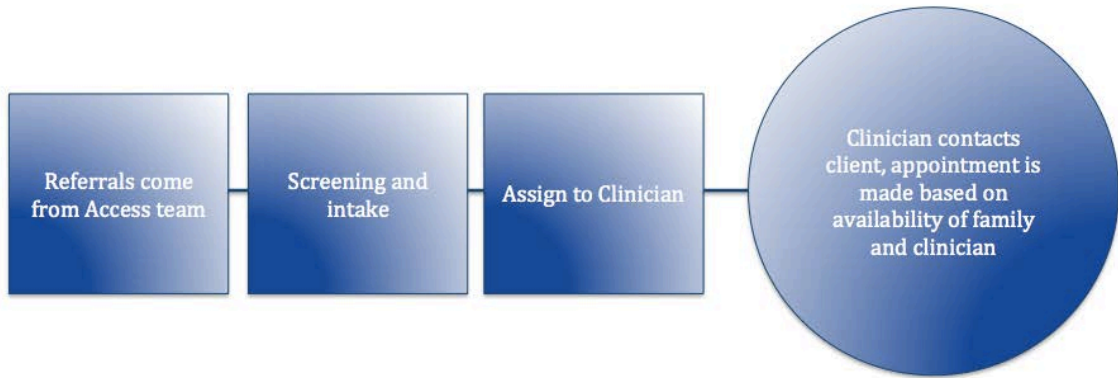 Referrals come
from Access team
Screening and
intake
Assign to Clinician
Clinician contacts
client, appointment is
made based on
availability of family
and clinician